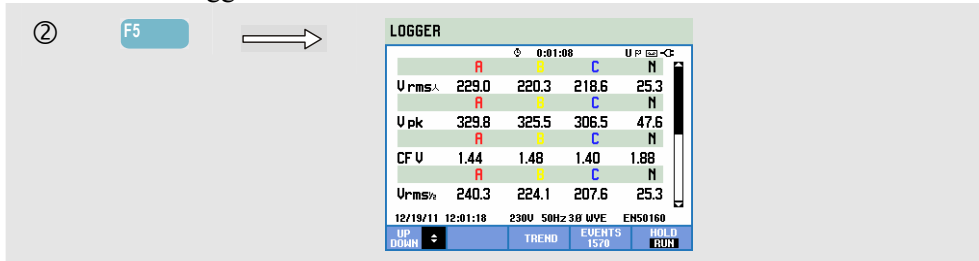 ② F5
LOGGER
0:01:08 U
A B C N
V rms 229.0 220.3 218.6 25.3
A B C N
V pk 329.8 325.5 306.5 47.6
A B C N
CF V 1.44 1.48 1.40 1.88
A B C N
Vrms½ 240.3 224.1 207.6 25.3
12/19/11 12:01:18 230V 50Hz 3Ø WYE EN50160
UP DOWN TREND EVENTS 1570 HOLD RUN